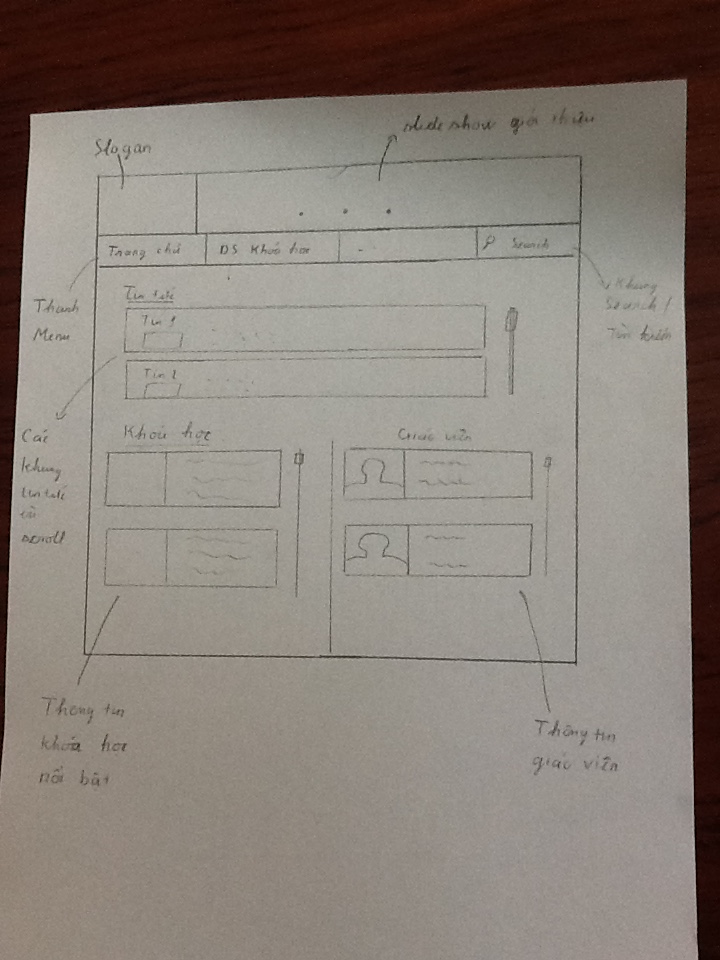 Slogan
slide show giới thiệu
Trang chủ
DS Khoá học
Search
Thanh
Menu
Khung
Search /
Tìm kiếm
Tin tức
Tin 1
Tin 2
Các
khung
tin tức
có
scroll
Khoá học
Giáo viên
Thông tin
khóa học
nổi bật
Thông tin
giáo viên